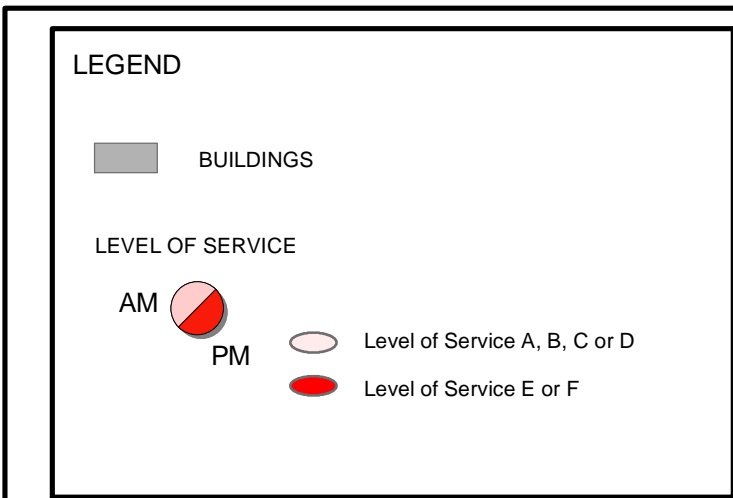 LEGEND
BUILDINGS
LEVEL OF SERVICE
AM
PM
Level of Service A, B, C or D
Level of Service E or F